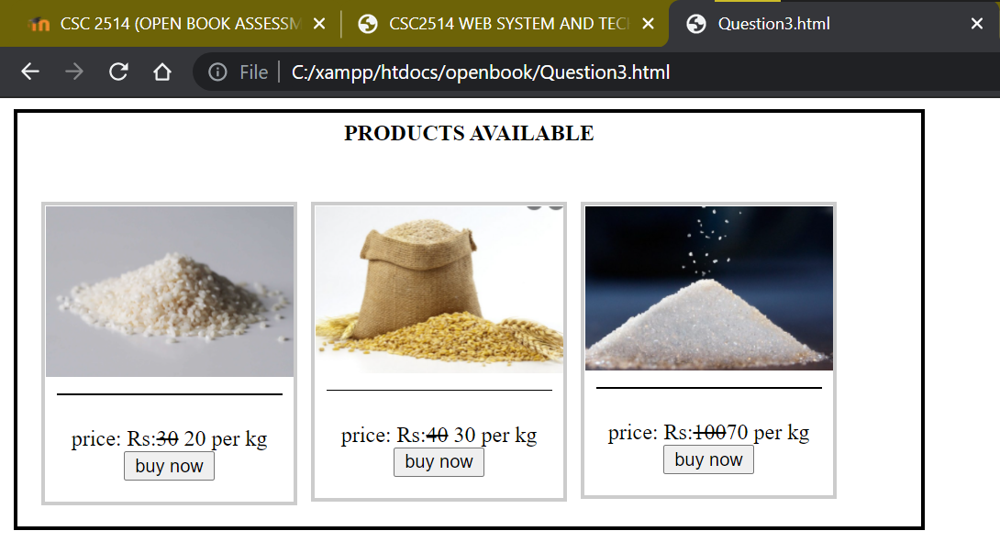 CSC 2514 (OPEN BOOK ASSESSM
CSC2514 WEB SYSTEM AND TEC
Question3.html
File
C:/xampp/htdocs/openbook/Question3.html
PRODUCTS AVAILABLE
price: Rs:30 20 per kg
buy now
price: Rs:40 30 per kg
buy now
price: Rs:10070 per kg
buy now